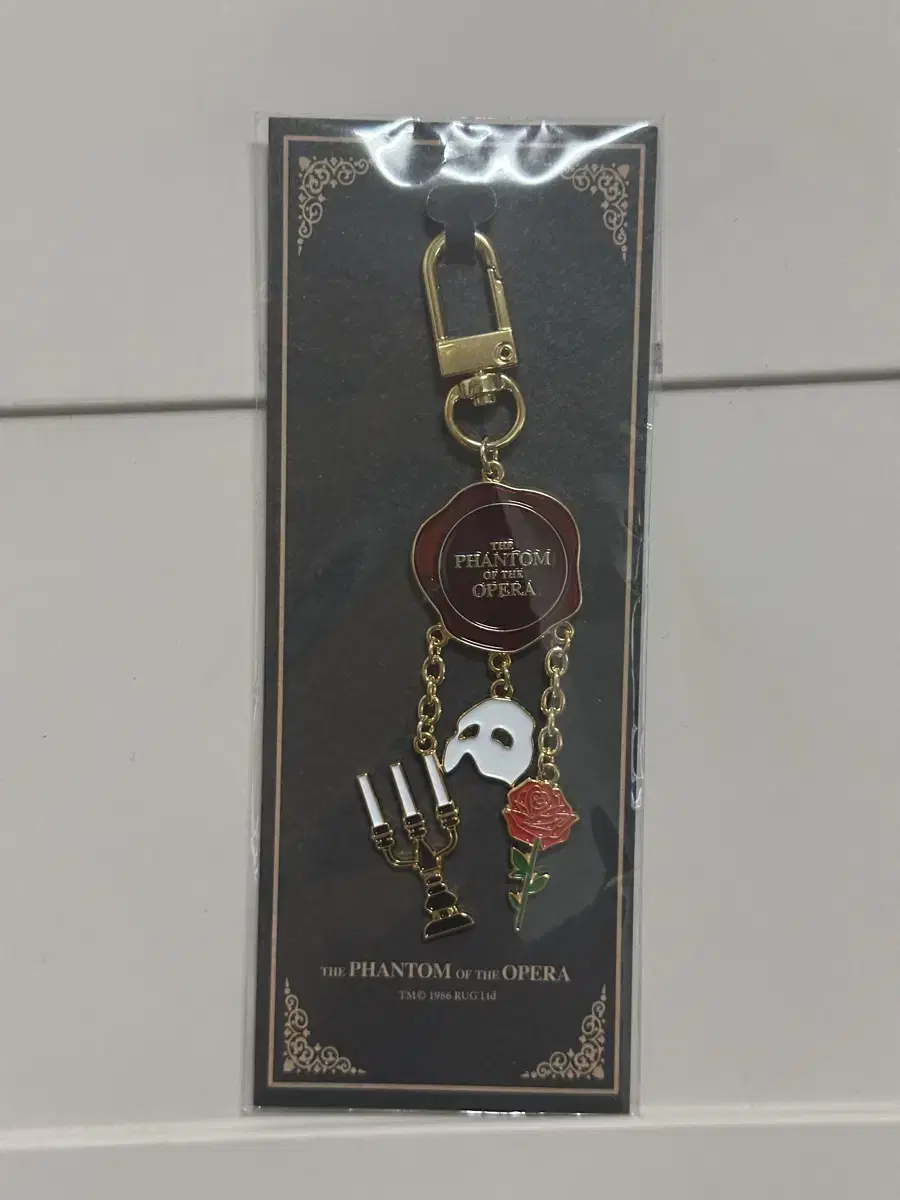 THE
PHANTOM
OF THE
OPERA
THE PHANTOM OF THE OPERA
TM© 1986 RUG Ltd